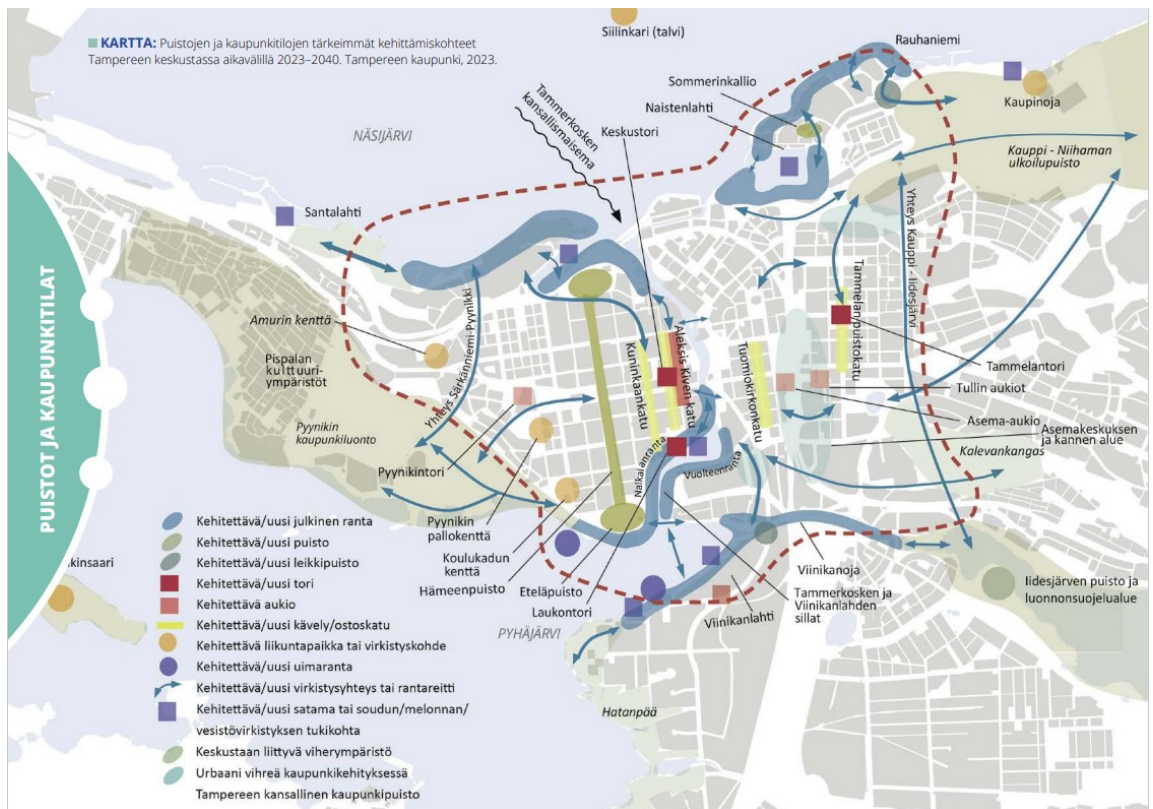 KARTTA: Puistojen ja kaupunkitilojen tärkeimmät kehittämiskohteet
Tampereen keskustassa aikavälillä 2023–2040. Tampereen kaupunki, 2023.
PUISTOT JA KAUPUNKITILAT
Siilinkari (talvi)
Rauhaniemi
Sommerinkallio
Naistenlahti
Kaupinoja
Tammerkosken
kansallismaisema
Keskustori
NÄSIJÄRVI
Kauppi - Niihaman
ulkoilupuisto
Santalahti
Yhteys Kauppi - Iidesjärvi
Yhteys Särkänniemi-Pyynikki
Amurin kenttä
Pispalan
kulttuuri-
ympäristöt
Kuninkaankatu
Aleksis Kiven katu
Tuomiokirkonkatu
Tammelan puistokatu
Tammelantori
Tullin aukiot
Asema-aukio
Asemakeskuksen
ja kannen alue
Kalevankangas
Pyynikin
kaupunkiluonto
Pyynikintori
Nalkalanranta
Vuolteenranta
Pyynikin
pallokenttä
Koulukadun
kenttä
Hämeenpuisto
Eteläpuisto
Laukontori
Viinikanoja
Tammerkosken ja
Viinikanlahden
sillat
Viinikanlahti
Iidesjärven puisto ja
luonnonsuojelualue
PYHÄJÄRVI
Hatanpää
kinsaari
Kehitettävä/uusi julkinen ranta
Kehitettävä/uusi puisto
Kehitettävä/uusi leikkipuisto
Kehitettävä/uusi tori
Kehitettävä aukio
Kehitettävä/uusi kävely/ostoskatu
Kehitettävä liikuntapaikka tai virkistyskohde
Kehitettävä/uusi uimaranta
Kehitettävä/uusi virkistysyhteys tai rantareitti
Kehitettävä/uusi satama tai soudun/melonnan/
vesistövirkistyksen tukikohta
Keskustaan liittyvä viherympäristö
Urbaani vihreä kaupunkikehityksessä
Tampereen kansallinen kaupunkipuisto